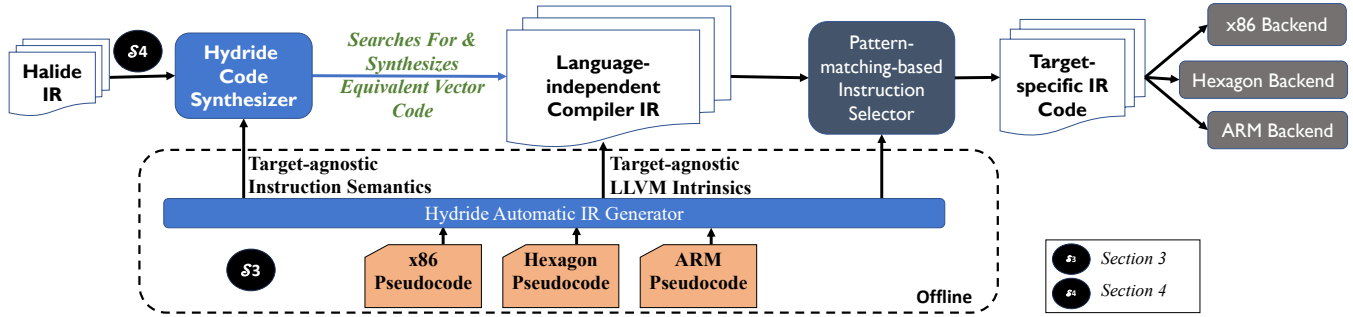 Halide
IR
S4
Hydride
Code
Synthesizer
Searches For &
Synthesizes
Equivalent Vector
Code
Language-
independent
Compiler IR
Pattern-
matching-based
Instruction
Selector
Target-
specific IR
Code
x86 Backend
Hexagon Backend
ARM Backend
Target-agnostic
Instruction Semantics
Target-agnostic
LLVM Intrinsics
Hydride Automatic IR Generator
S3
x86
Pseudocode
Hexagon
Pseudocode
ARM
Pseudocode
Offline
S3 Section 3
S4 Section 4